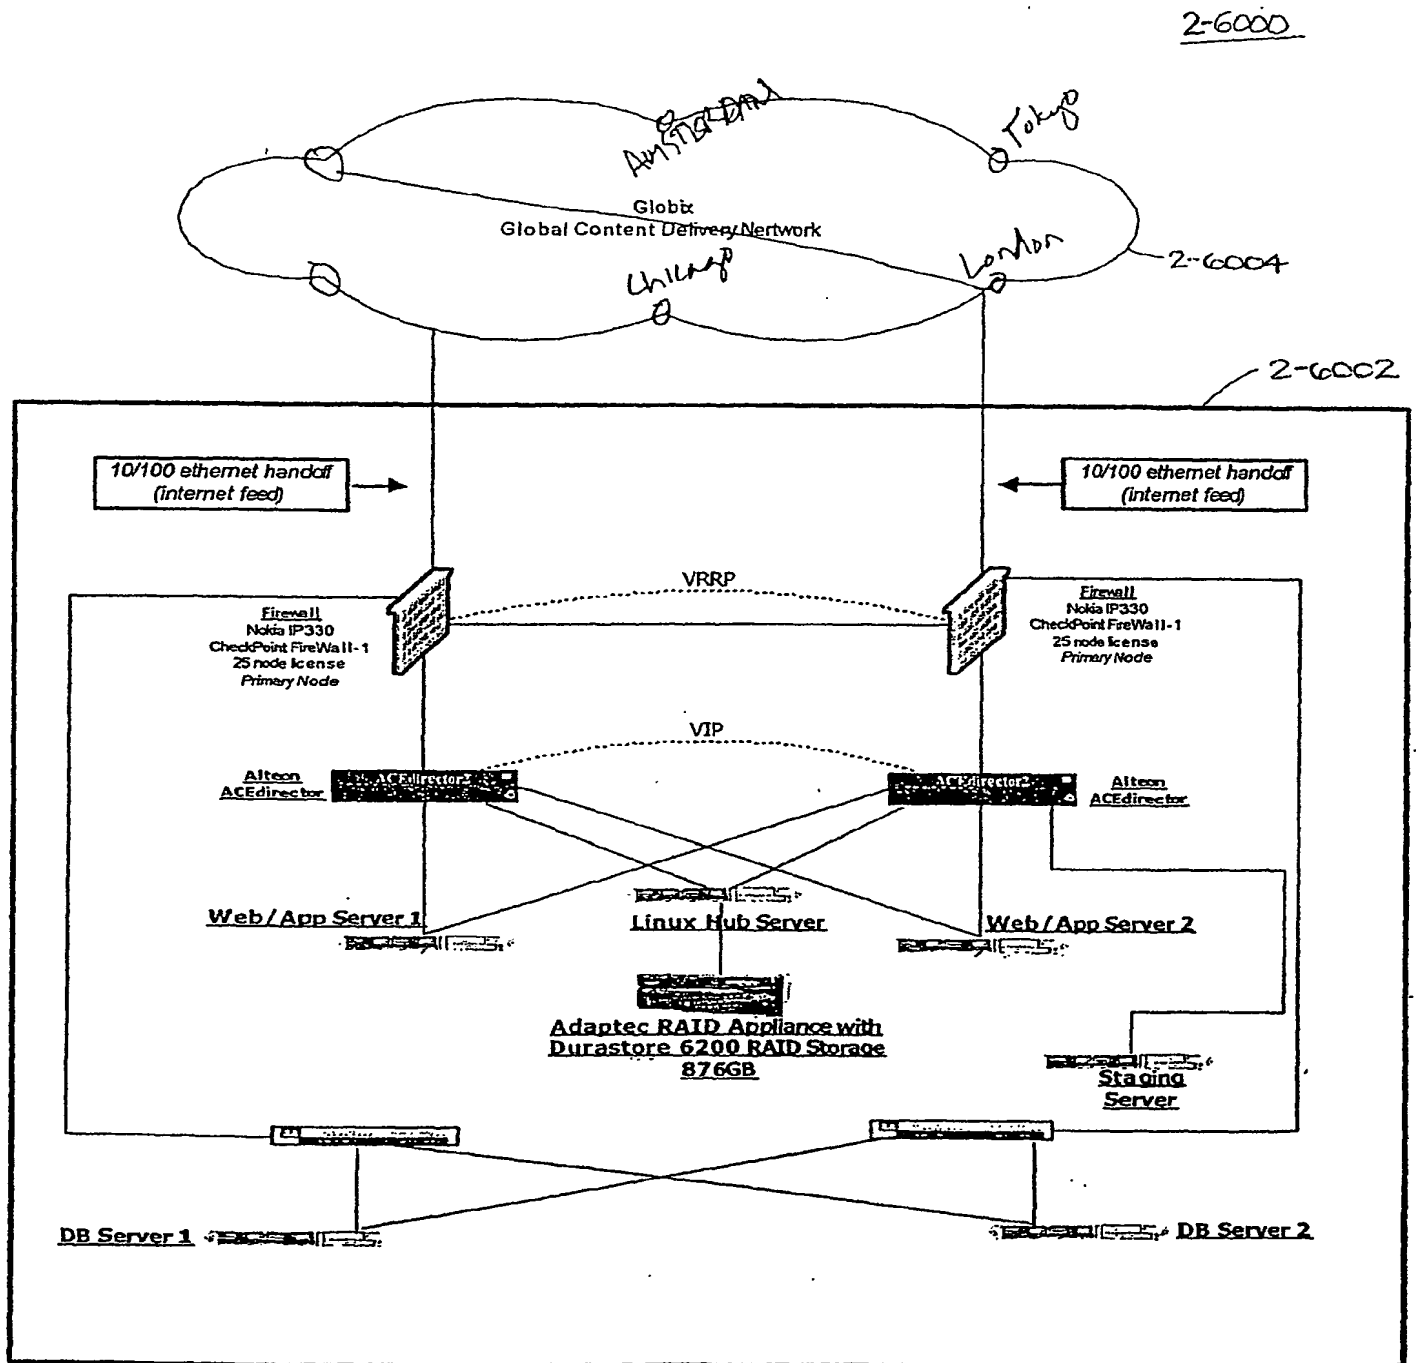 2-6000
AMSTERDAM
Tokyo
Globix
Global Content Delivery Nertwork
London
Chicago
2-6004
2-6002
10/100 ethernet handoff
(internet feed)
10/100 ethernet handoff
(internet feed)
VRRP
Firewall
Nokia IP330
CheckPoint FireWall-1
25 node license
Primary Node
Firewall
Nokia IP330
CheckPoint FireWall-1
25 node license
Primary Node
VIP
Alteon
ACEdirector
ACEdirector
ACEdirector
Alteon
ACEdirector
Web/App Server 1
Linux Hub Server
Web/App Server 2
Adaptec RAID Appliance with
Durastore 6200 RAID Storage
876GB
Staging
Server
DB Server 1
DB Server 2